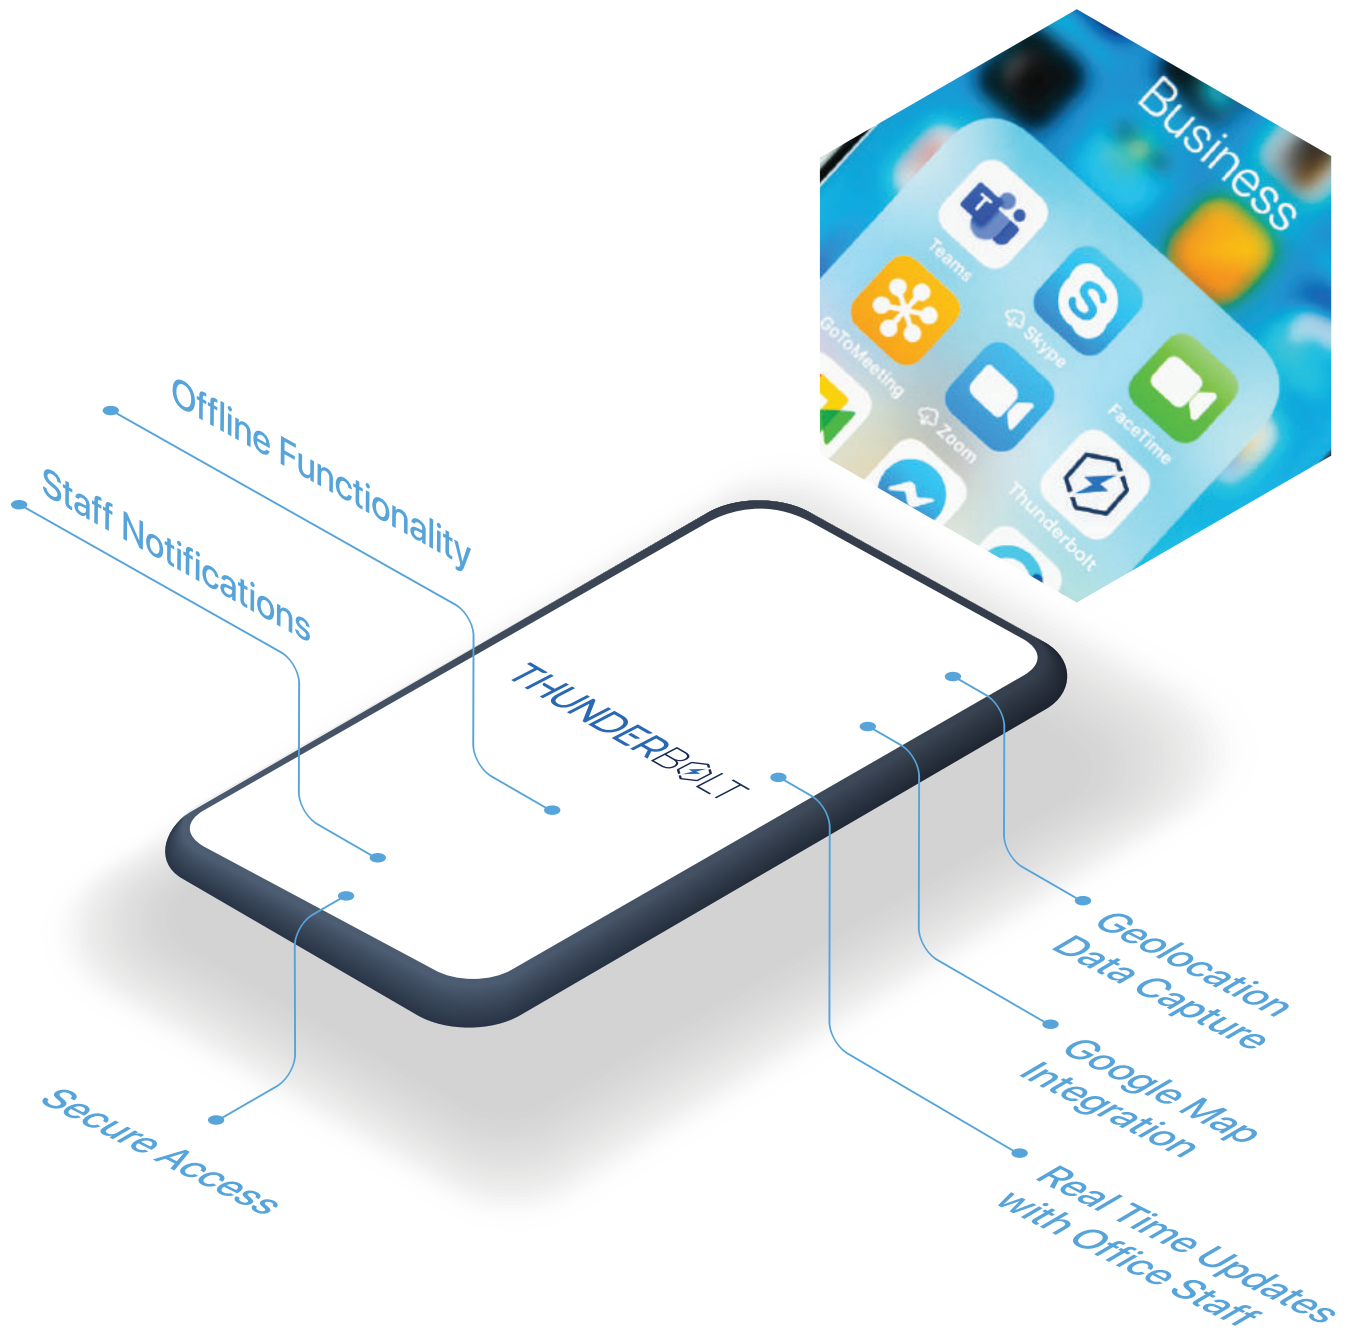 Business
Teams
Skype
FaceTime
GoToMeeting
Zoom
Thunderbolt
Offline Functionality
Staff Notifications
THUNDERBOLT
Geolocation
Data Capture
Google Map
Integration
Real Time Updates
with Office Staff
Secure Access